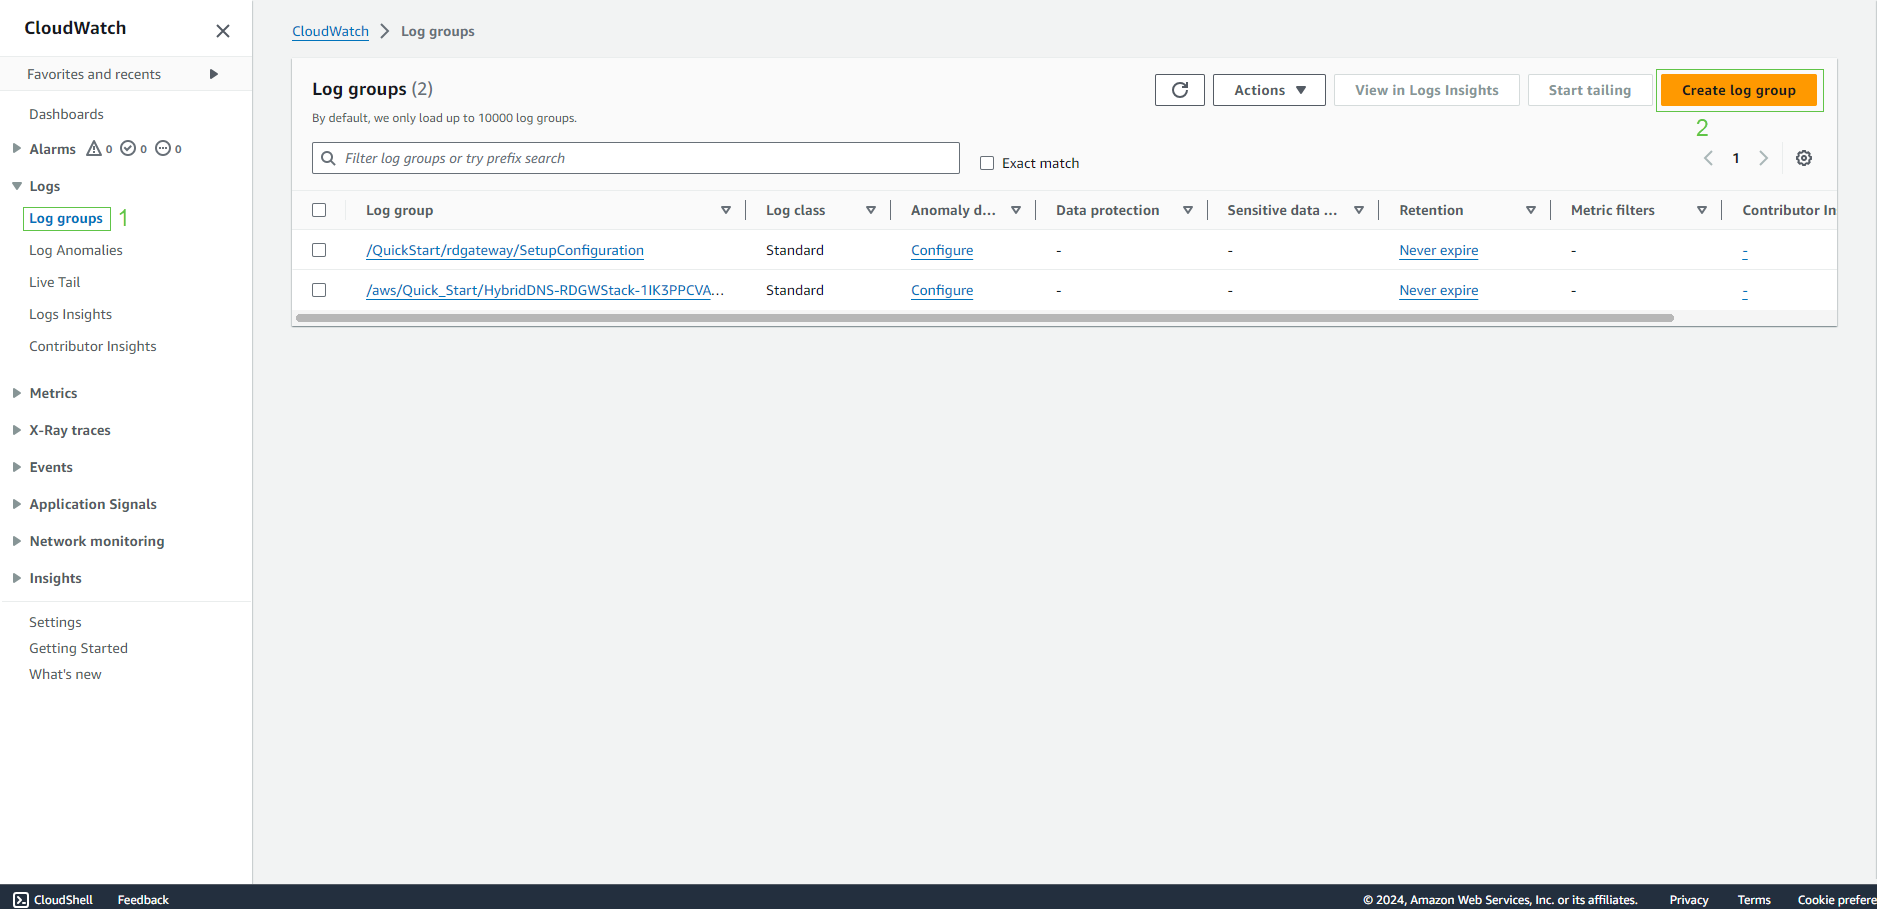 CloudWatch
Favorites and recents
Dashboards
Alarms 0 0 0
Logs
Log groups 1
Log Anomalies
Live Tail
Logs Insights
Contributor Insights
Metrics
X-Ray traces
Events
Application Signals
Network monitoring
Insights
Settings
Getting Started
What's new
CloudWatch Log groups
Log groups (2)
By default, we only load up to 10000 log groups.
Actions View in Logs Insights Start tailing Create log group
2
Filter log groups or try prefix search Exact match 1
Log group Log class Anomaly d... Data protection Sensitive data ... Retention Metric filters Contributor In
/QuickStart/rdgateway/SetupConfiguration Standard Configure - - Never expire - -
/aws/Quick_Start/HybridDNS-RDGWStack-1IK3PPCVA... Standard Configure - - Never expire - -
CloudShell Feedback © 2024, Amazon Web Services, Inc. or its affiliates. Privacy Terms Cookie prefere